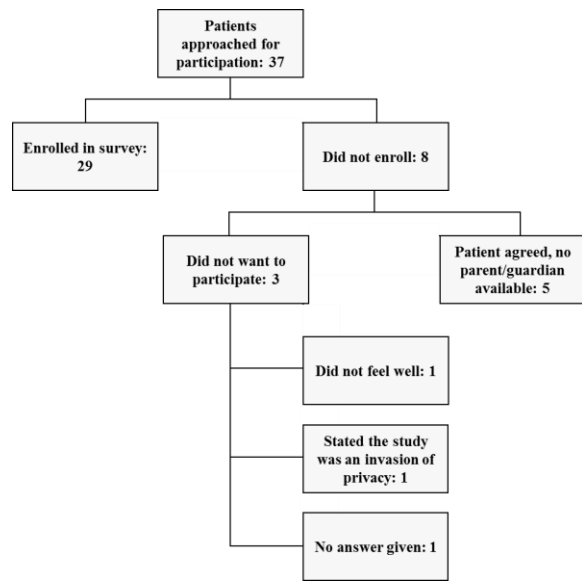 Patients
approached for
participation: 37
Enrolled in survey:
29
Did not enroll: 8
Did not want to
participate: 3
Patient agreed, no
parent/guardian
available: 5
Did not feel well: 1
Stated the study
was an invasion of
privacy: 1
No answer given: 1